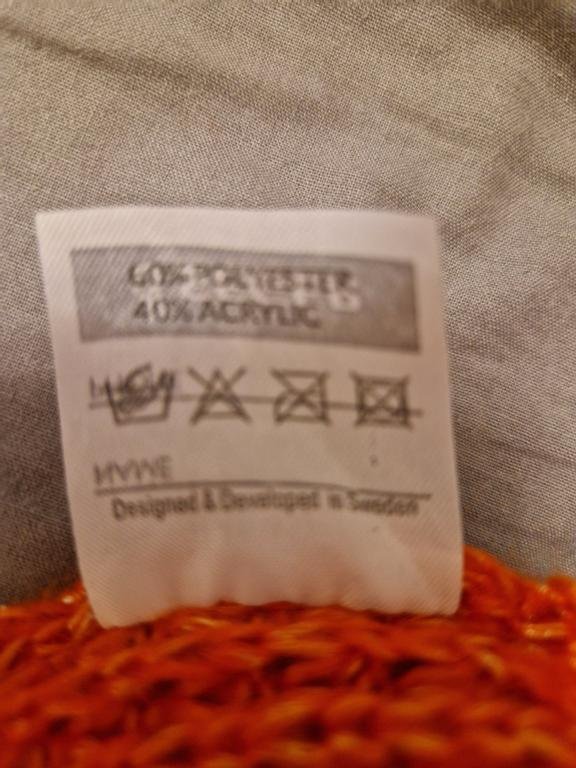 60% POLYESTER
40% ACRYLIC
Designed & Developed in Sweden